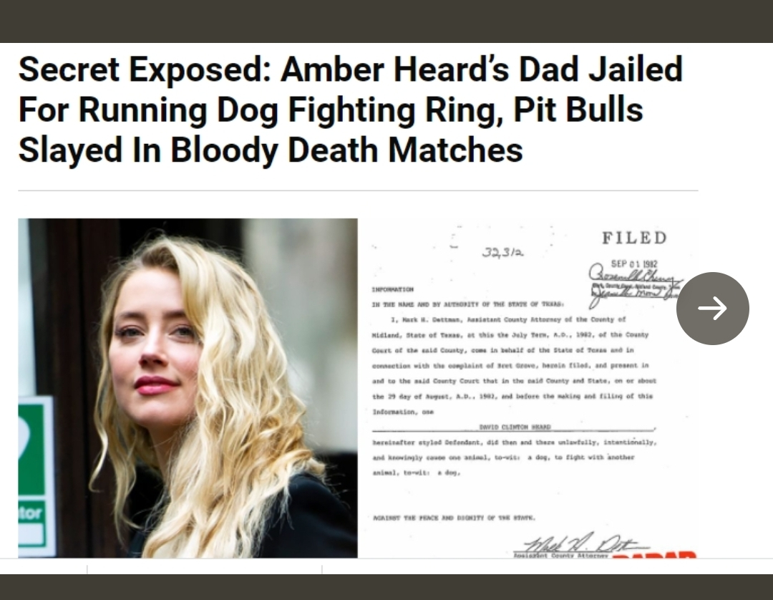 Secret Exposed: Amber Heard's Dad Jailed
For Running Dog Fighting Ring, Pit Bulls
Slayed In Bloody Death Matches
tor
32,312
FILED
SEP 01 1982
INFORMATION
IN THE NAME AND BY AUTHORITY OF THE STATE OF TEXAS:
I, Mark H. Dettman, Assistant County Attorney of the County of
Midland, State of Texas, at this the July Term, A.D., 1982, of the County
Court of the said County, come in behalf of the State of Texas and in
connection with the complaint of Brot Grove, herein filed, and present in
and to the said County Court that in the said County and State, on or about
the 29 day of August, A.D., 1982, and before the making and filing of this
Information, one
DAVID CLINTON HEARD
hereinafter styled Defendant, did then and there unlawfully, intentionally,
and knowingly cause one animal, to-wit: a dog, to fight with another
animal, to-wit: a dog,
AGAINST THE PEACE AND DIGNITY OF THE STATE.
Assistant County Attorney
RADAR